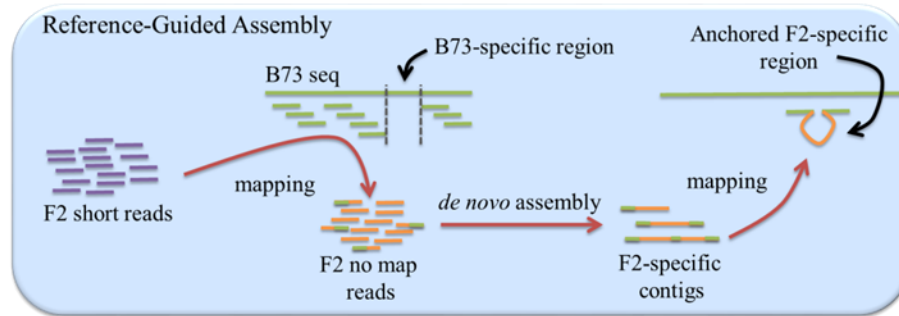 Reference-Guided Assembly
B73-specific region
B73 seq
Anchored F2-specific
region
F2 short reads
mapping
F2 no map
reads
de novo assembly
F2-specific
contigs
mapping